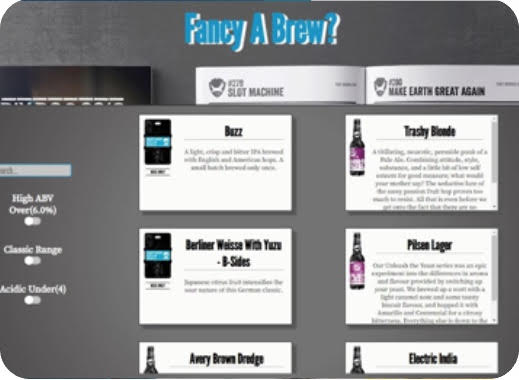 Fancy A Brew?
#278
SLOT MACHINE
#280
MAKE EARTH GREAT AGAIN
High ABV
Over(6.0%)
Classic Range
Acidic Under(4)
Buzz
A light, crisp and bitter IPA brewed
with English and American hops. A
small batch brewed only once.
Trashy Blonde
A titillating, neurotic, peroxide punk of a
Pale Ale. Combining attitude, style,
substance, and a little bit of low self
esteem for good measure; what would
your mother say? The seductive lure of
the sassy passion fruit hop proves too
much to resist. All that is even before we
get onto the fact that there are no
Berliner Weisse With Yuzu
- B-Sides
Japanese citrus fruit intensifies the
sour nature of this German classic.
Pilsen Lager
Our Unleash the Yeast series was an epic
experiment into the differences in aroma
and flavour provided by switching up
your yeast. We brewed up a wort with a
light caramel note and some toasty
biscuit flavour, and hopped it with
Amarillo and Centennial for a citrusy
bitterness. Everything else is down to the
Avery Brown Dredge
Electric India